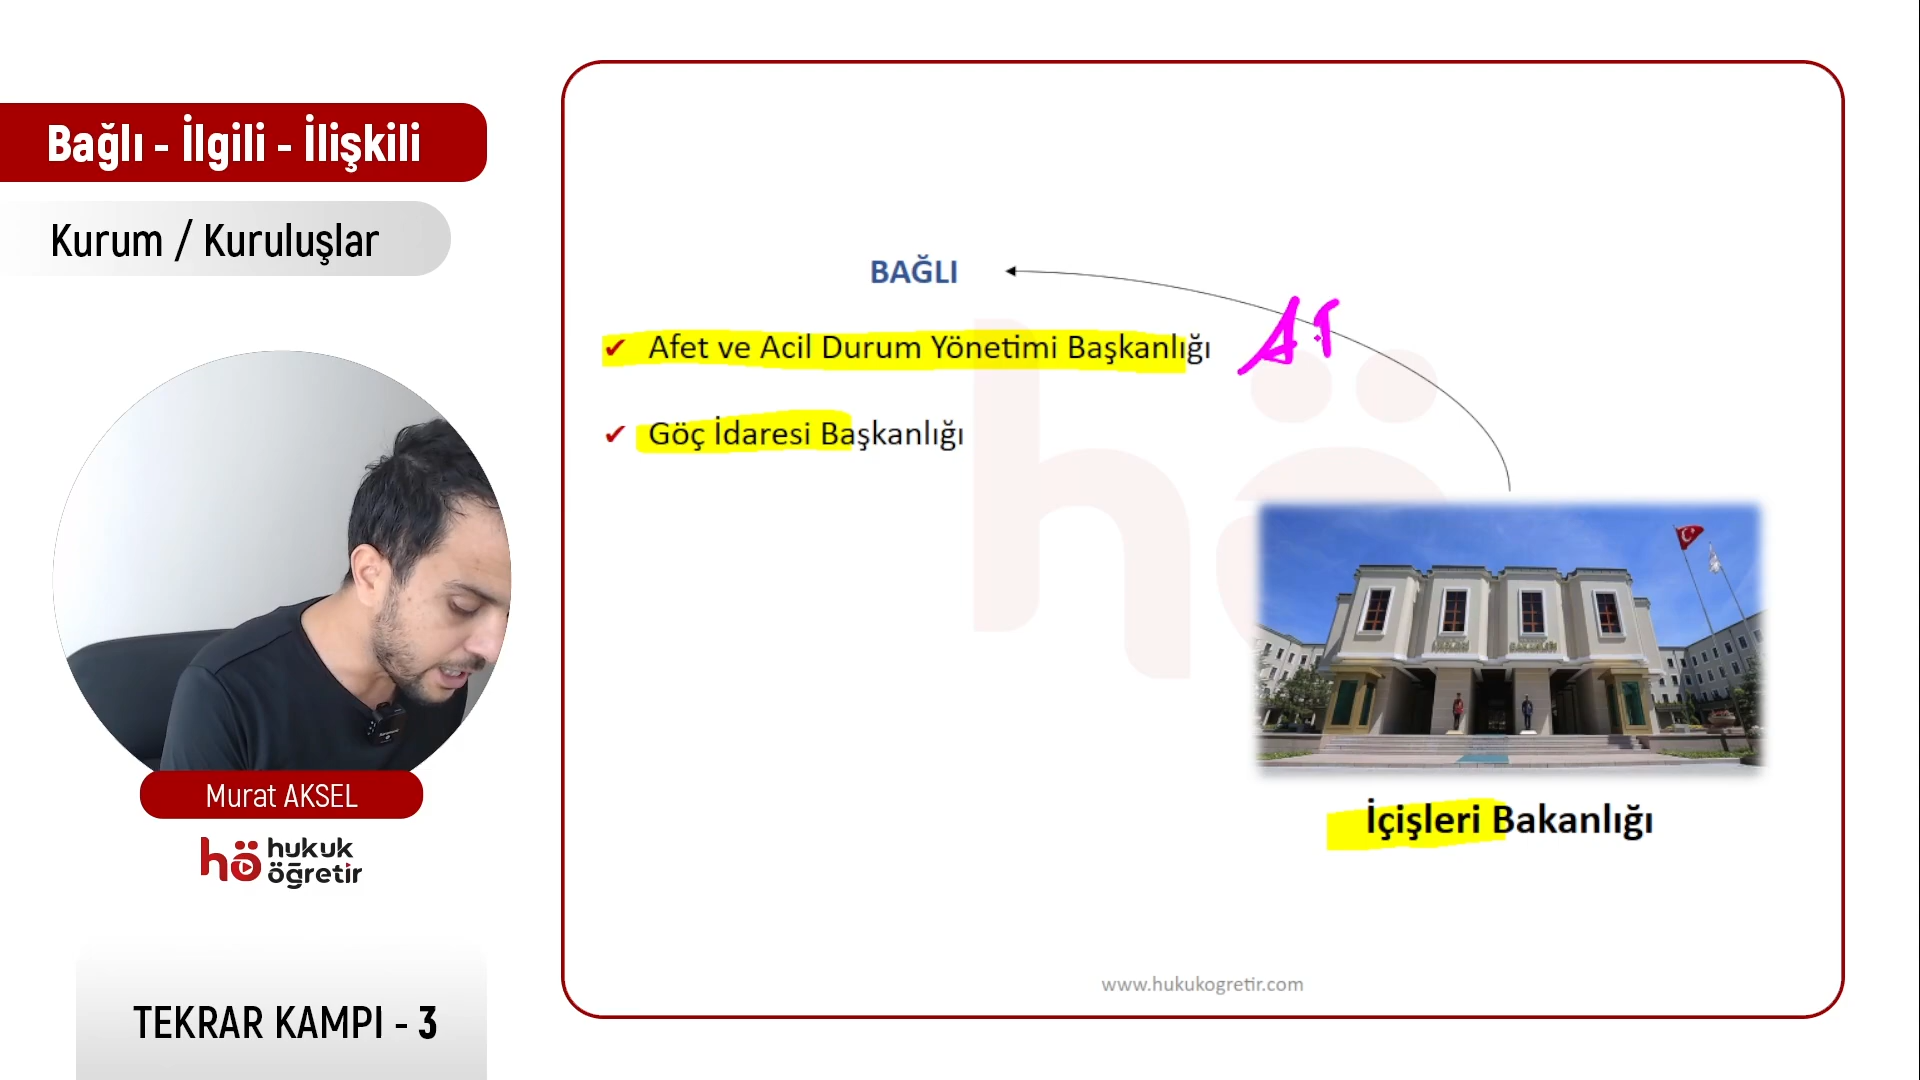 Bağlı - İlgili - İlişkili
Kurum / Kuruluşlar
BAĞLI
✔ Afet ve Acil Durum Yönetimi Başkanlığı
✔ Göç İdaresi Başkanlığı
İçişleri Bakanlığı
Murat AKSEL
hö hukuk
öğretir
TEKRAR KAMPI - 3
www.hukukogretir.com